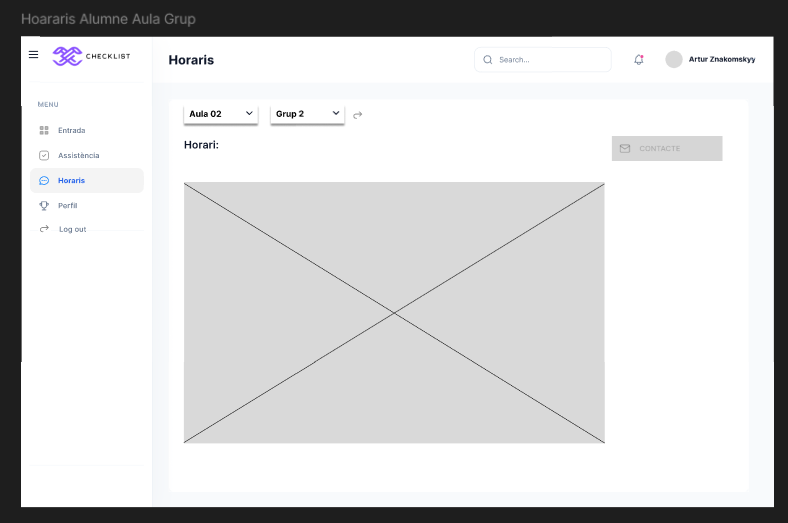 Hoararis Alumne Aula Grup
CHECKLIST
Horaris
Search...
Artur Znakomskyy
MENU
Entrada
Assistència
Horaris
Perfil
Log out
Aula 02
Grup 2
Horari:
CONTACTE